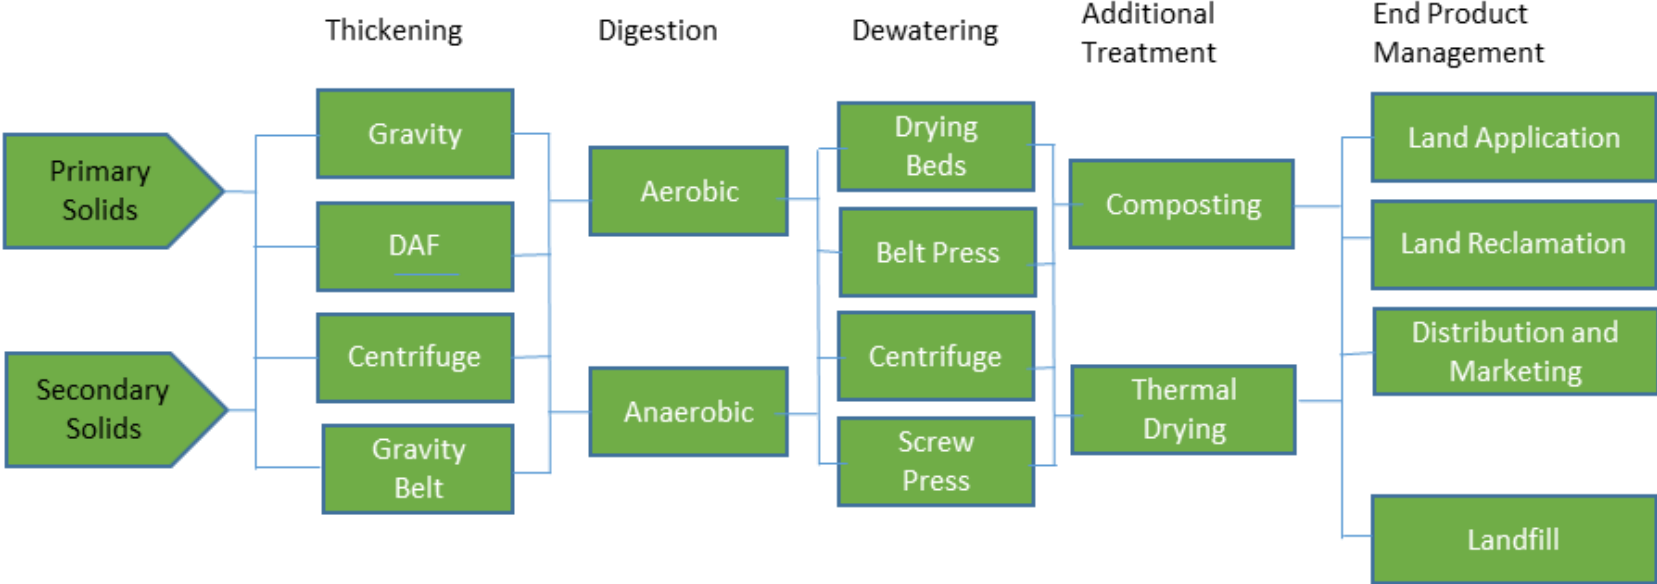 Thickening
Digestion
Dewatering
Additional
Treatment
End Product
Management
Primary
Solids
Secondary
Solids
Gravity
DAF
Centrifuge
Gravity
Belt
Aerobic
Anaerobic
Drying
Beds
Belt Press
Centrifuge
Screw
Press
Composting
Thermal
Drying
Land Application
Land Reclamation
Distribution and
Marketing
Landfill